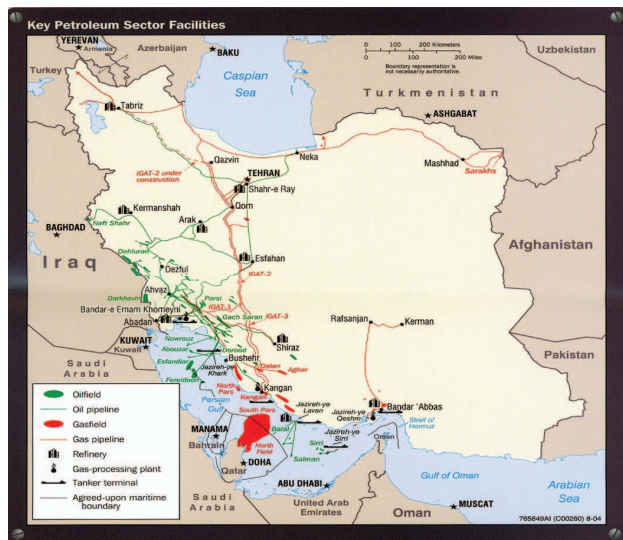 Key Petroleum Sector Facilities
YEREVAN
Armenia
Azerbaijan
BAKU
Turkey
Caspian
Sea
0 100 200 Kilometers
0 100 200 Miles
Boundary representation is
not necessarily authoritative.
Uzbekistan
Turkmenistan
ASHGABAT
Tabriz
Qazvin
Neka
Mashhad
Sarakhs
IGAT-2 under
construction
TEHRAN
Shahr-e Ray
Qom
Kermanshah
Arak
Naft Shahr
BAGHDAD
Iraq
Dehluran
Esfahan
Afghanistan
Dezful
IGAT-3
Ahvaz
Parsi
Darkhovin
IGAT-1
Gach Saran
IGAT-3
Bandar-e Emam Khomeyni
Abadan
Rafsanjan
Kerman
KUWAIT
Kuwait
Nowrouz
Abouzar
Dorood
Shiraz
Esfandiar
Jazireh-ye
Khark
Bushehr
Dalan
Aghar
Pakistan
Saudi
Arabia
Fereidoon
North
Pars
Kangan
Kangan
Persian
Gulf
South Pars
Jazireh-ye
Lavan
Jazireh-ye
Qeshm
Bandar 'Abbas
MANAMA
Bahrain
Balal
Strait of
Hormuz
Sirri
Jazireh-ye
Sirri
Oman
North
Field
Qatar
DOHA
Salman
ABU DHABI
Gulf of Oman
Saudi
Arabia
United Arab
Emirates
Oman
MUSCAT
Arabian
Sea
Oilfield
Oil pipeline
Gasfield
Gas pipeline
Refinery
Gas-processing plant
Tanker terminal
Agreed-upon maritime
boundary
765849AI (C00260) 8-04